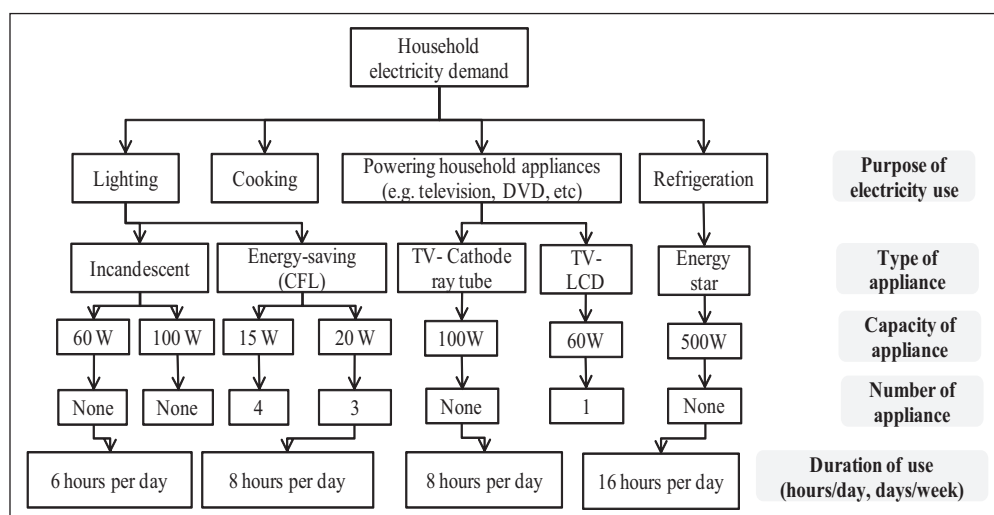 Household
electricity demand
Lighting
Cooking
Powering household appliances
(e.g. television, DVD, etc)
Refrigeration
Purpose of
electricity use
Incandescent
Energy-saving
(CFL)
TV- Cathode
ray tube
TV-
LCD
Energy
star
Type of
appliance
60 W
100 W
15 W
20 W
100W
60W
500W
Capacity of
appliance
None
None
4
3
None
1
None
Number of
appliance
6 hours per day
8 hours per day
8 hours per day
16 hours per day
Duration of use
(hours/day, days/week)